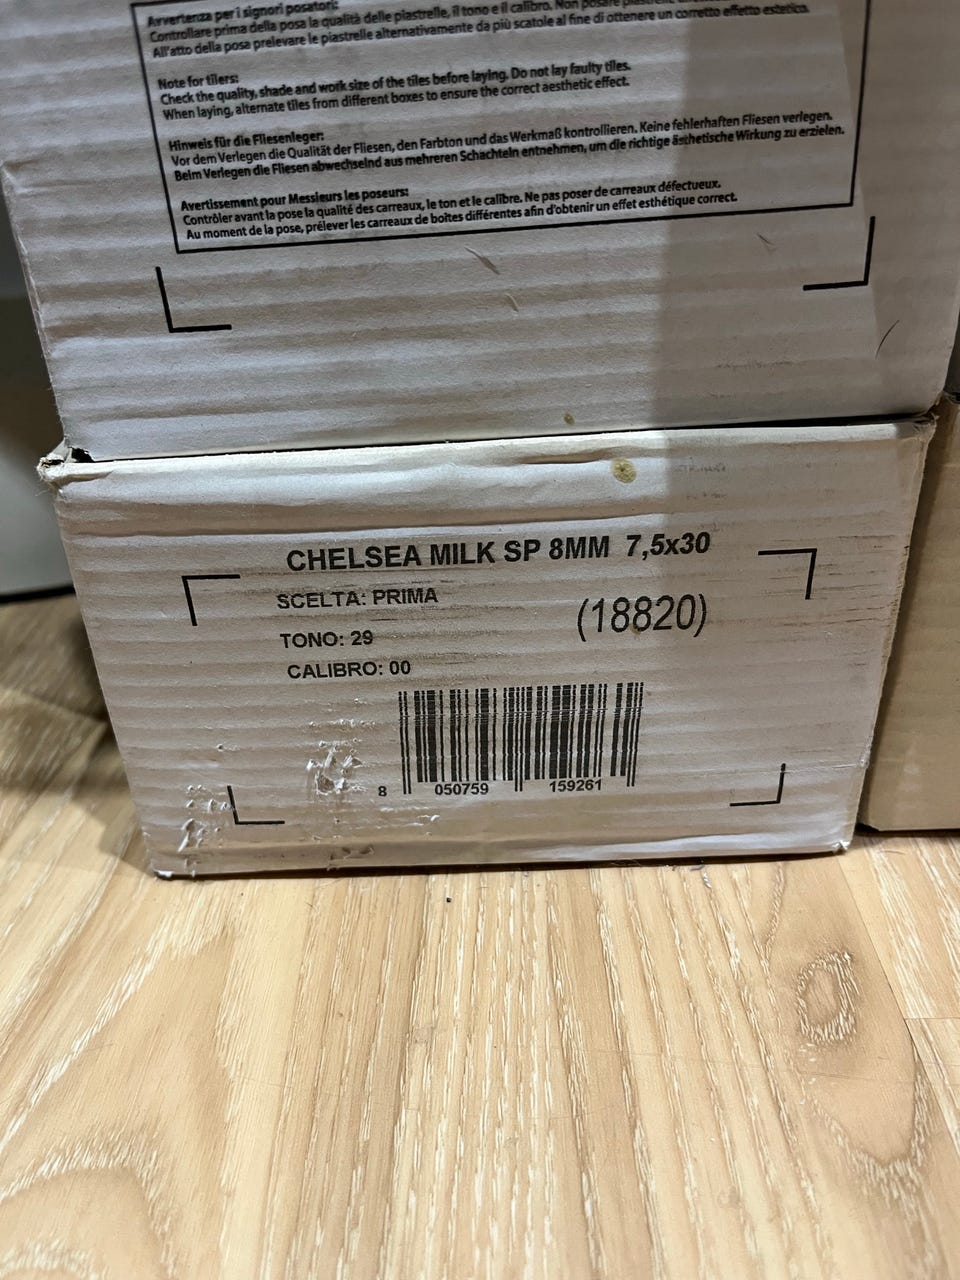 Avvertenza per i signori posatori:
Controllare prima della posa la qualità delle piastrelle, il tono e il calibro. Non posare
All'atto della posa prelevare le piastrelle alternativamente da più scatole al fine di ottenere un corretto effetto estetico.
Note for tilers:
Check the quality, shade and work size of the tiles before laying. Do not lay faulty tiles.
When laying, alternate tiles from different boxes to ensure the correct aesthetic effect.
Hinweis für die Fliesenleger:
Vor dem Verlegen die Qualität der Fliesen, den Farbton und das Werkmaß kontrollieren. Keine fehlerhaften Fliesen verlegen.
Beim Verlegen die Fliesen abwechselnd aus mehreren Schachteln entnehmen, um die richtige ästhetische Wirkung zu erzielen.
Avertissement pour Messieurs les poseurs:
Contrôler avant la pose la qualité des carreaux, le ton et le calibre. Ne pas poser de carreaux défectueux.
Au moment de la pose, prélever les carreaux de boîtes différentes afin d'obtenir un effet esthétique correct.
CHELSEA MILK SP 8MM 7,5x30
SCELTA: PRIMA
(18820)
TONO: 29
CALIBRO: 00
8 050759 159261